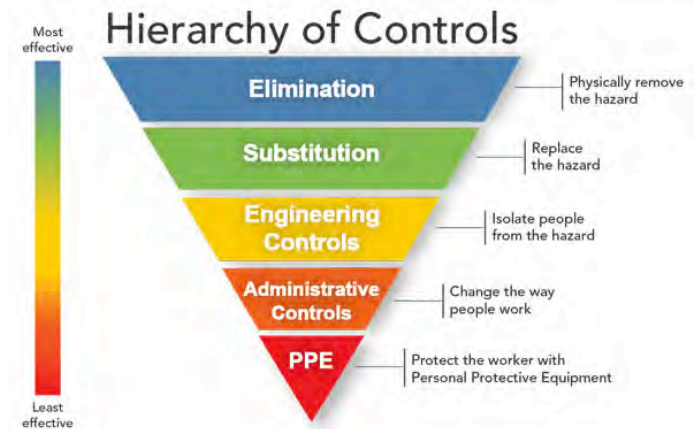 Hierarchy of Controls
Most
effective
Elimination
Physically remove
the hazard
Substitution
Replace
the hazard
Engineering
Controls
Isolate people
from the hazard
Administrative
Controls
Change the way
people work
PPE
Protect the worker with
Personal Protective Equipment
Least
effective